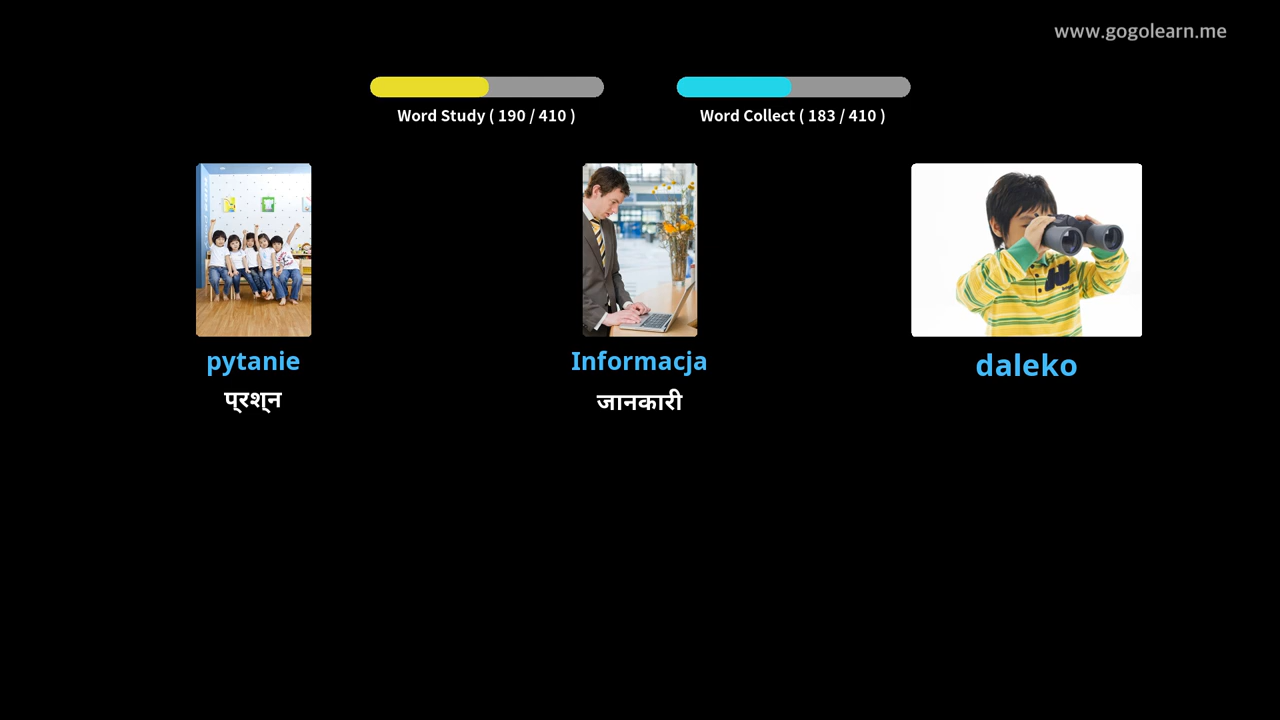 www.gogolearn.me
Word Study ( 190 / 410 )
Word Collect ( 183 / 410 )
pytanie
Informacja
daleko
प्रश्न
जानकारी